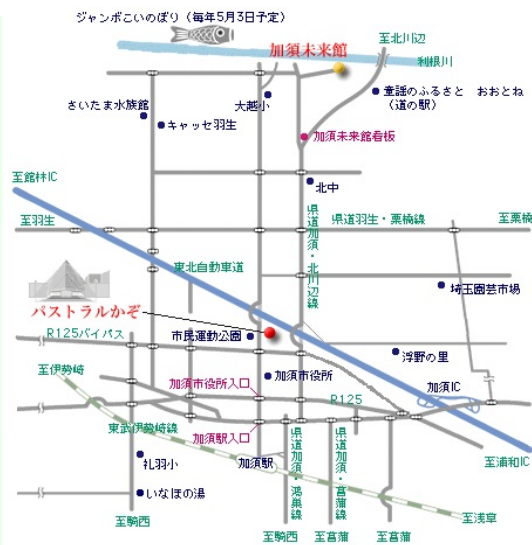 ジャンボこいのぼり（毎年5月3日予定）
至北川辺
加須未来館
利根川
さいたま水族館
大越小
童謡のふるさと おおとね
（道の駅）
キャッセ羽生
加須未来館看板
至館林IC
北中
至羽生
県道羽生・栗橋線
至栗橋
県道加須・北川辺線
東北自動車道
埼玉園芸市場
パストラルかぞ
R125バイパス
市民運動公園
浮野の里
至伊勢崎
加須市役所
加須IC
加須市役所入口
R125
東武伊勢崎線
加須駅入口
県道加須・鴻巣線
県道加須・菖蒲線
至浦和IC
礼羽小
加須駅
いなほの湯
至浅草
至騎西
至騎西
至菖蒲
至菖蒲